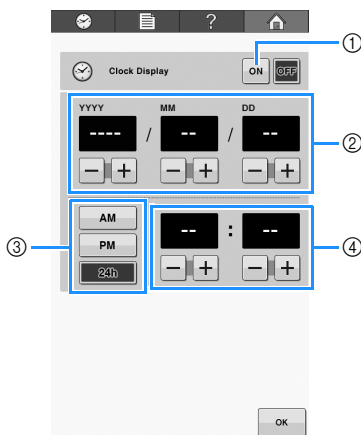 ?
①
Clock Display ON OFF
YYYY MM DD
---- / -- / --
②
− + − + − +
AM
PM
24h
③
-- : --
− + − +
④
OK